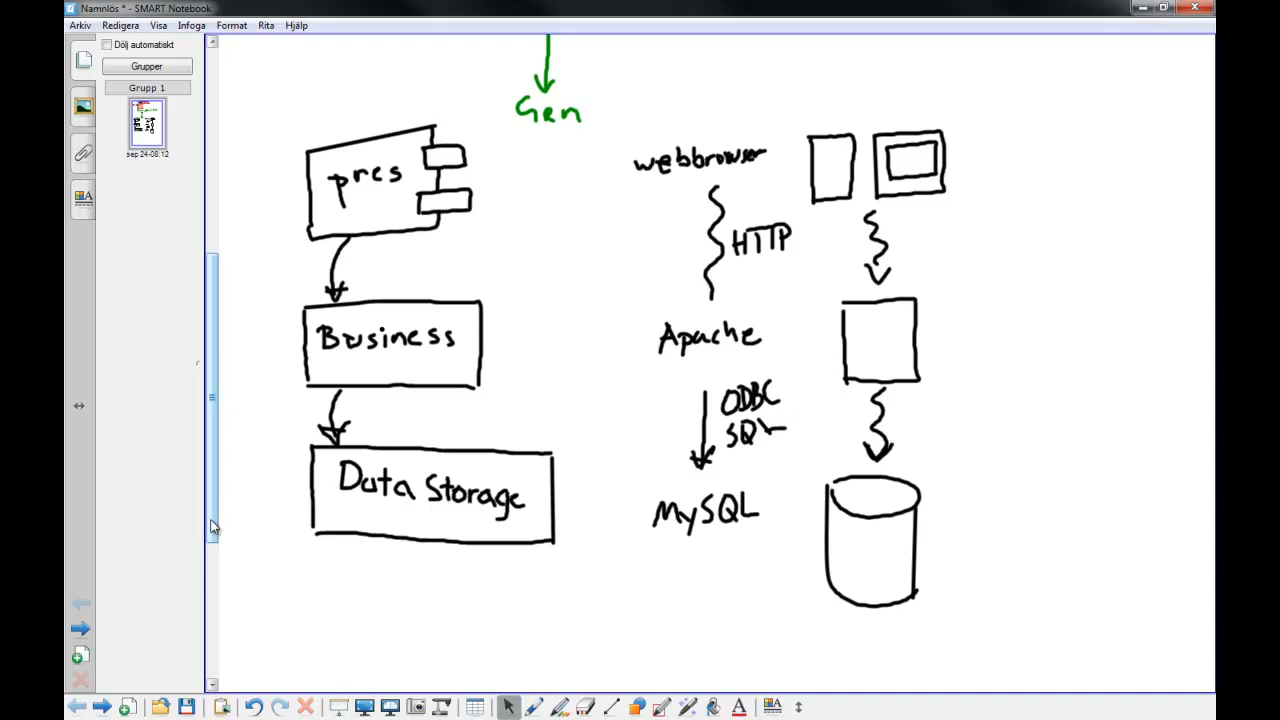 Namnlös * - SMART Notebook
Arkiv Redigera Visa Infoga Format Rita Hjälp
Dölj automatiskt
Grupper
Grupp 1
sep 24-08:12
Gen
pres
webbrowser
HTTP
Business
Apache
ODBC
SQL
Data Storage
MySQL